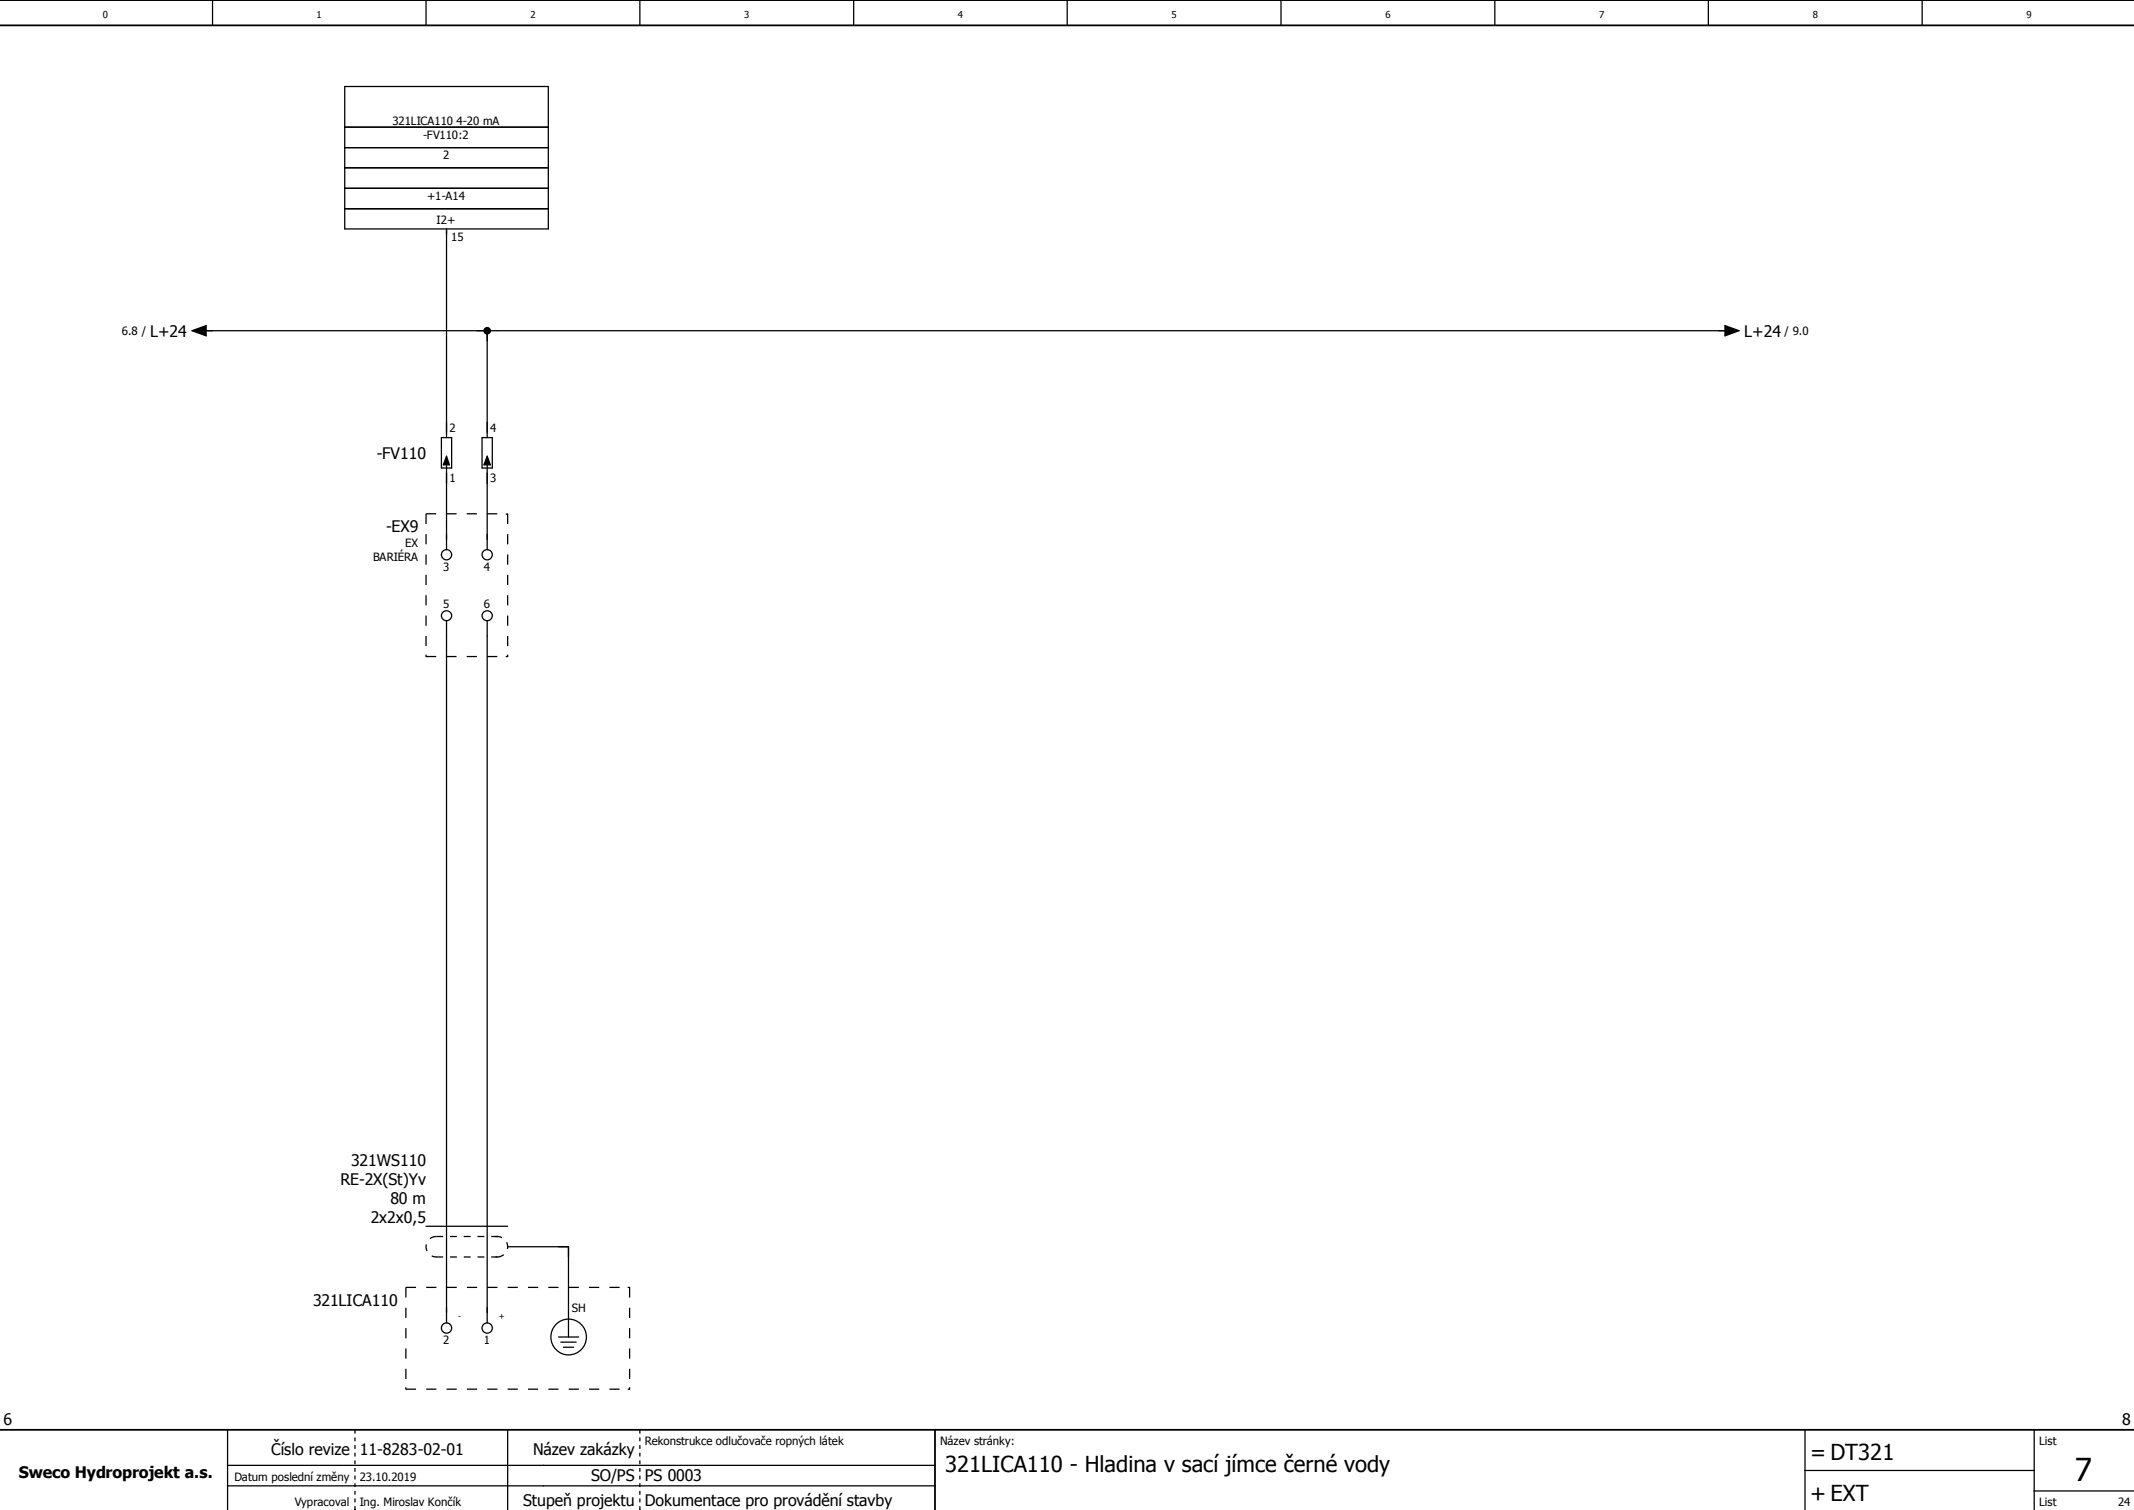 0 1 2 3 4 5 6 7 8 9
321LICA110 4-20 mA
-FV110:2
2
+1-A14
I2+
15
6.8 / L+24
L+24 / 9.0
2 4
-FV110
1 3
-EX9
EX
BARIÉRA
3 4
5 6
321WS110
RE-2X(St)Yv
80 m
2x2x0,5
321LICA110
- +
SH
2 1
6 8
Sweco Hydroprojekt a.s.
Číslo revize 11-8283-02-01
Datum poslední změny 23.10.2019
Vypracoval Ing. Miroslav Končík
Název zakázky Rekonstrukce odlučovače ropných látek
SO/PS PS 0003
Stupeň projektu Dokumentace pro provádění stavby
Název stránky:
321LICA110 - Hladina v sací jímce černé vody
= DT321
+ EXT
List
7
List 24